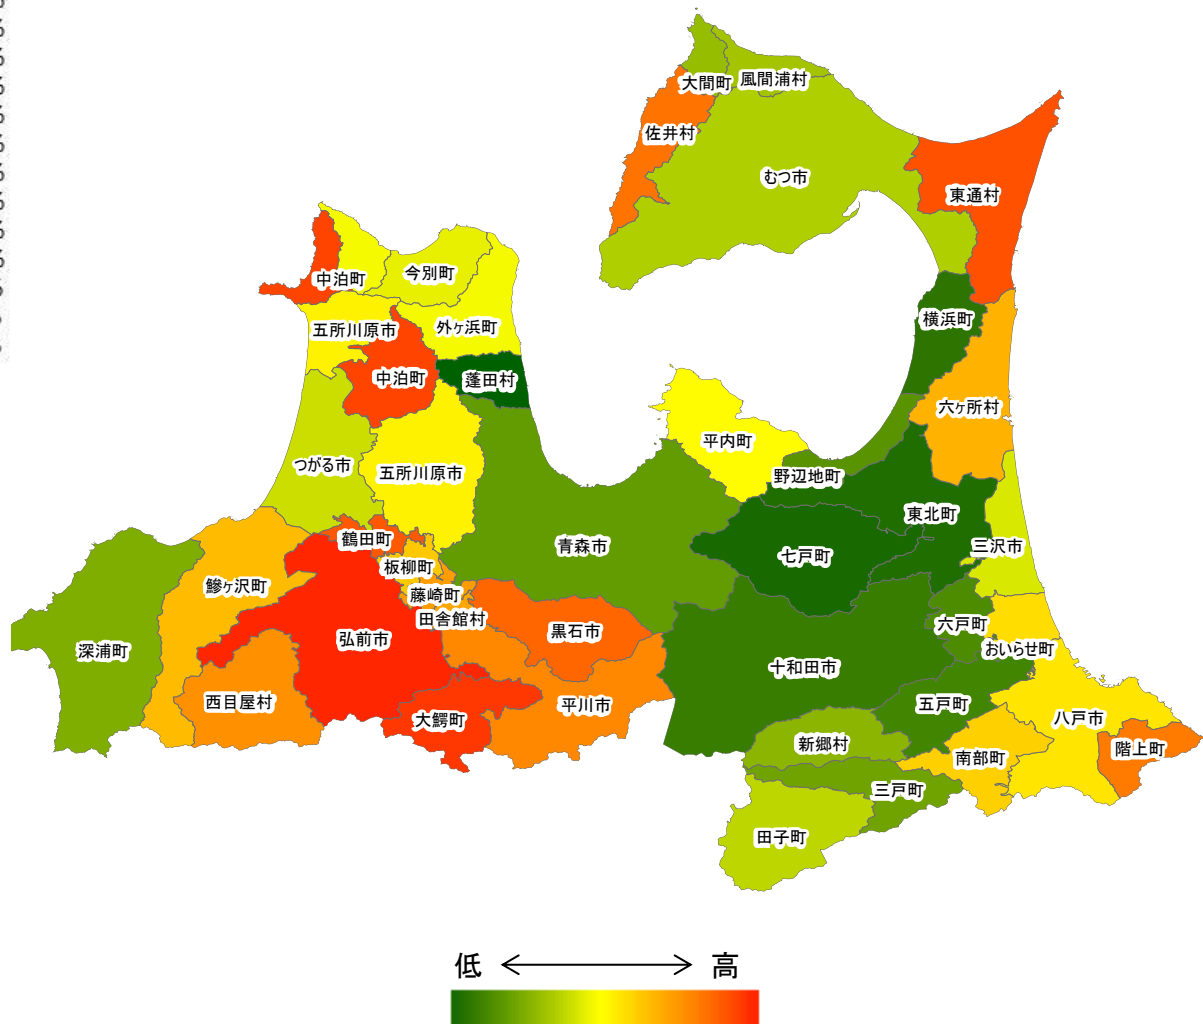 大間町
風間浦村
佐井村
むつ市
東通村
中泊町
今別町
五所川原市
外ヶ浜町
横浜町
中泊町
蓬田村
六ヶ所村
平内町
つがる市
五所川原市
野辺地町
東北町
鶴田町
青森市
三沢市
七戸町
板柳町
鰺ヶ沢町
藤崎町
田舎館村
六戸町
黒石市
弘前市
おいらせ町
深浦町
十和田市
西目屋村
平川市
五戸町
大鰐町
八戸市
新郷村
階上町
南部町
三戸町
田子町
低 高